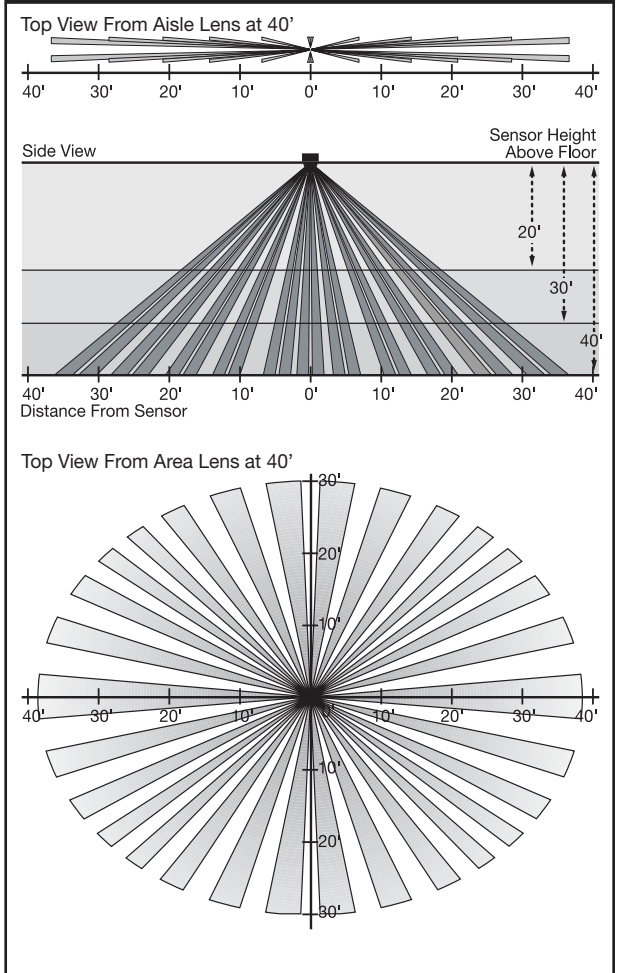 Top View From Aisle Lens at 40’
40' 30' 20' 10' 0' 10' 20' 30' 40'
Sensor Height
Side View Above Floor
20'
30'
40'
40' 30' 20' 10' 0' 10' 20' 30' 40'
Distance From Sensor
Top View From Area Lens at 40’
30'
20'
10'
40' 30' 20' 10' 0' 10' 20' 30' 40'
10'
20'
30'